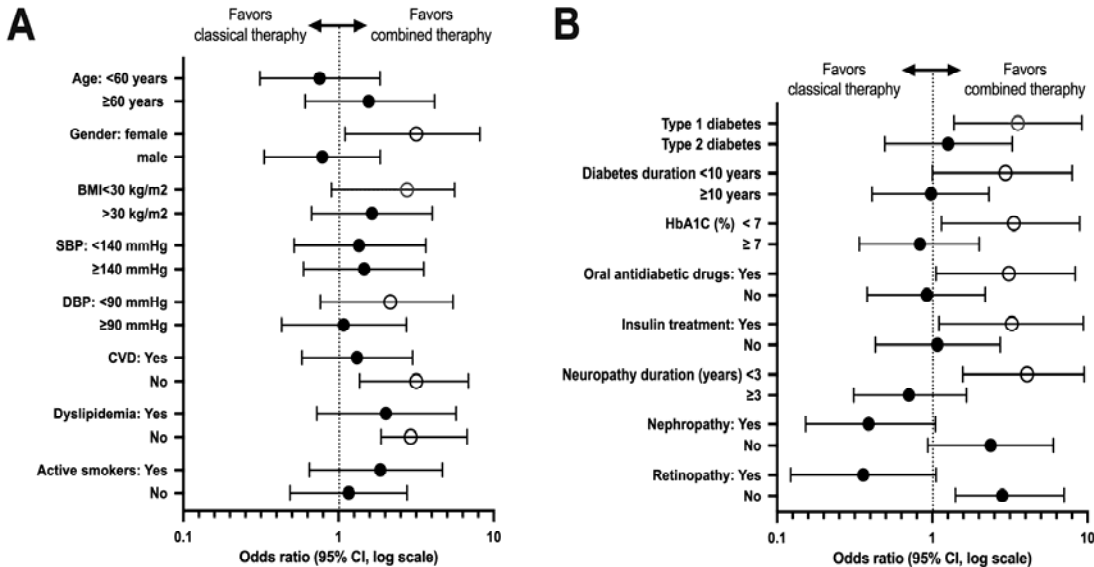 A
Favors
classical theraphy
Favors
combined theraphy
Age: <60 years
≥60 years
Gender: female
male
BMI<30 kg/m2
>30 kg/m2
SBP: <140 mmHg
≥140 mmHg
DBP: <90 mmHg
≥90 mmHg
CVD: Yes
No
Dyslipidemia: Yes
No
Active smokers: Yes
No
0.1
1
10
Odds ratio (95% CI, log scale)
B
Favors
classical theraphy
Favors
combined theraphy
Type 1 diabetes
Type 2 diabetes
Diabetes duration <10 years
≥10 years
HbA1C (%) < 7
≥ 7
Oral antidiabetic drugs: Yes
No
Insulin treatment: Yes
No
Neuropathy duration (years) <3
≥3
Nephropathy: Yes
No
Retinopathy: Yes
No
0.1
1
10
Odds ratio (95% CI, log scale)